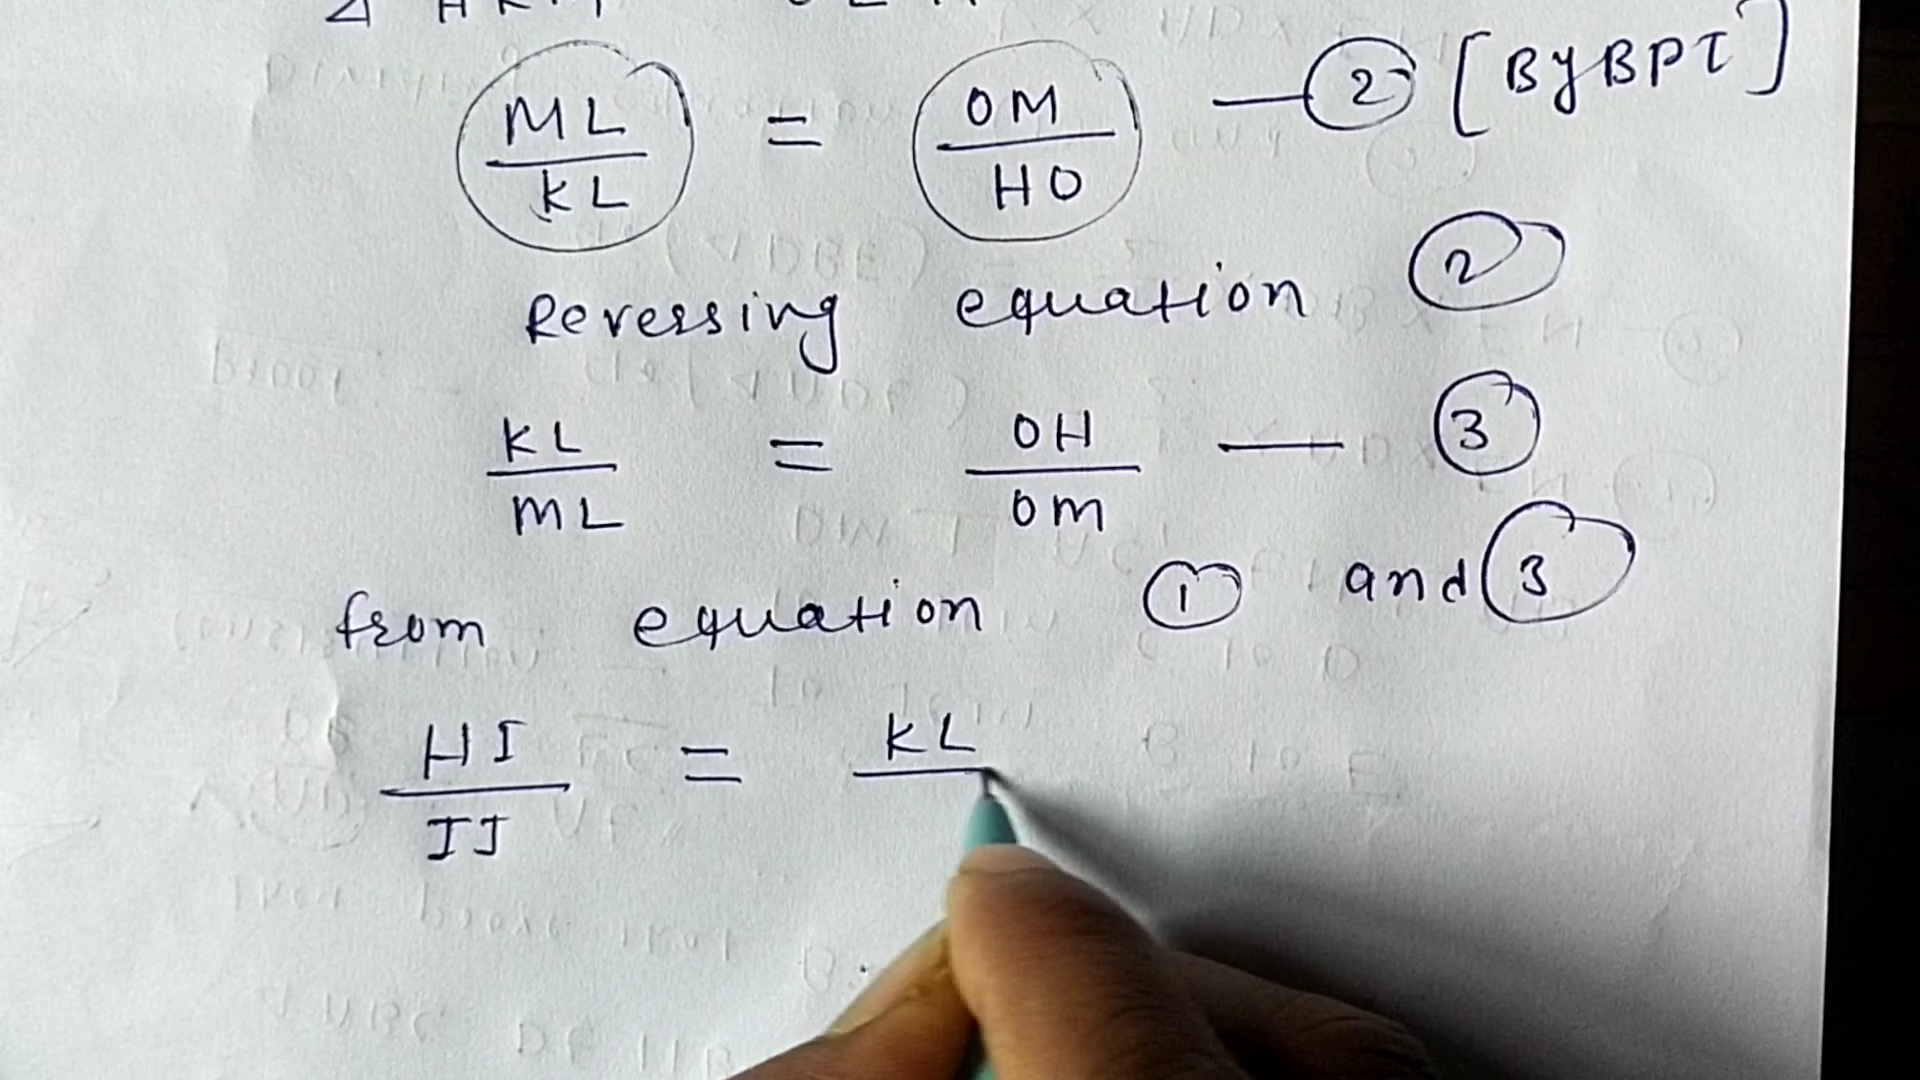 ML/KL = OM/HO — 2 [By BPT]
Reversing equation 2
KL/ML = OH/OM — 3
from equation 1 and 3
HI/IJ = KL